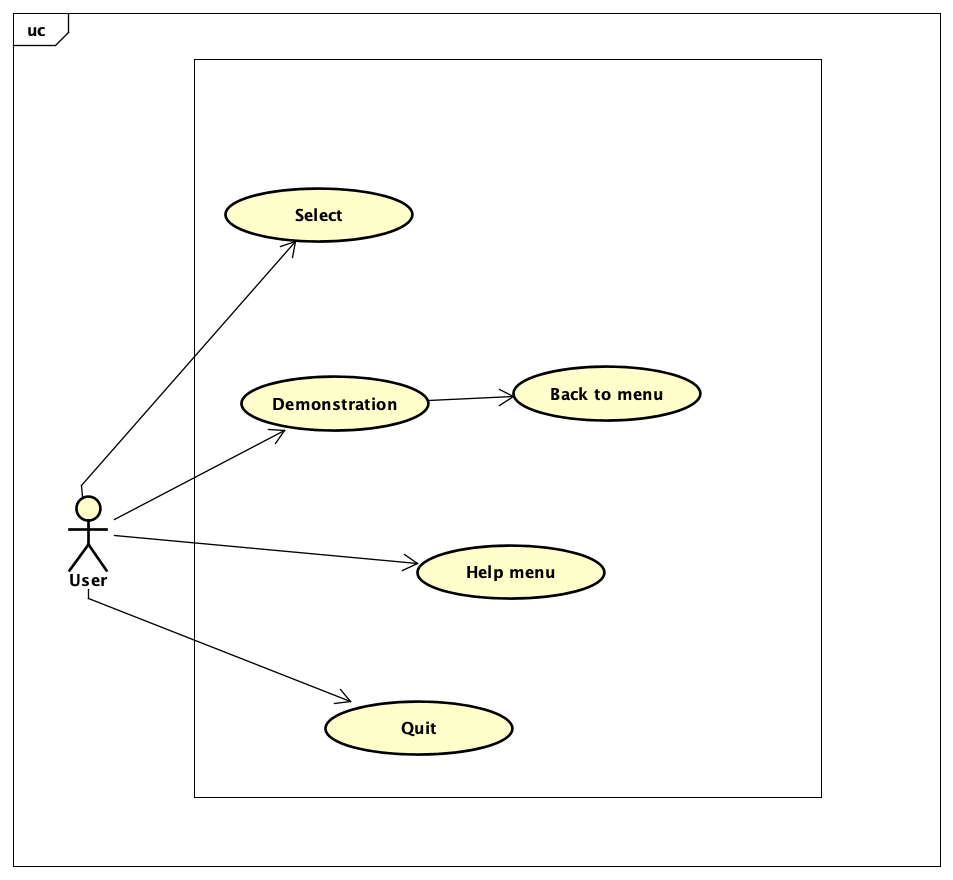 uc
Select
Demonstration
Back to menu
Help menu
User
Quit